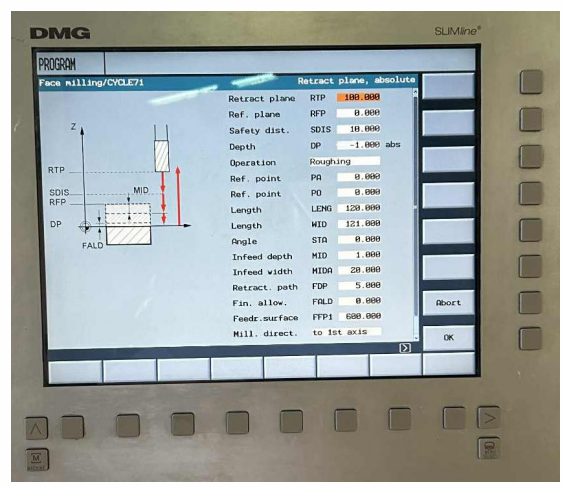 DMG
SLIMline®
PROGRAM
Face milling/CYCLE71 Retract plane, absolute
Retract plane RTP 100.000
Ref. plane RFP 0.000
Safety dist. SDIS 10.000
Depth DP -1.000 abs
Operation Roughing
Ref. point PA 0.000
Ref. point PO 0.000
Length LENG 120.000
Length WID 121.000
Angle STA 0.000
Infeed depth MID 1.000
Infeed width MIDA 20.000
Retract. path FDP 5.000
Fin. allow. FALD 0.000
Feedr.surface FFP1 600.000
Mill. direct. to 1st axis
Z
RTP
SDIS
MID
RFP
DP
FALD
Abort
OK
M